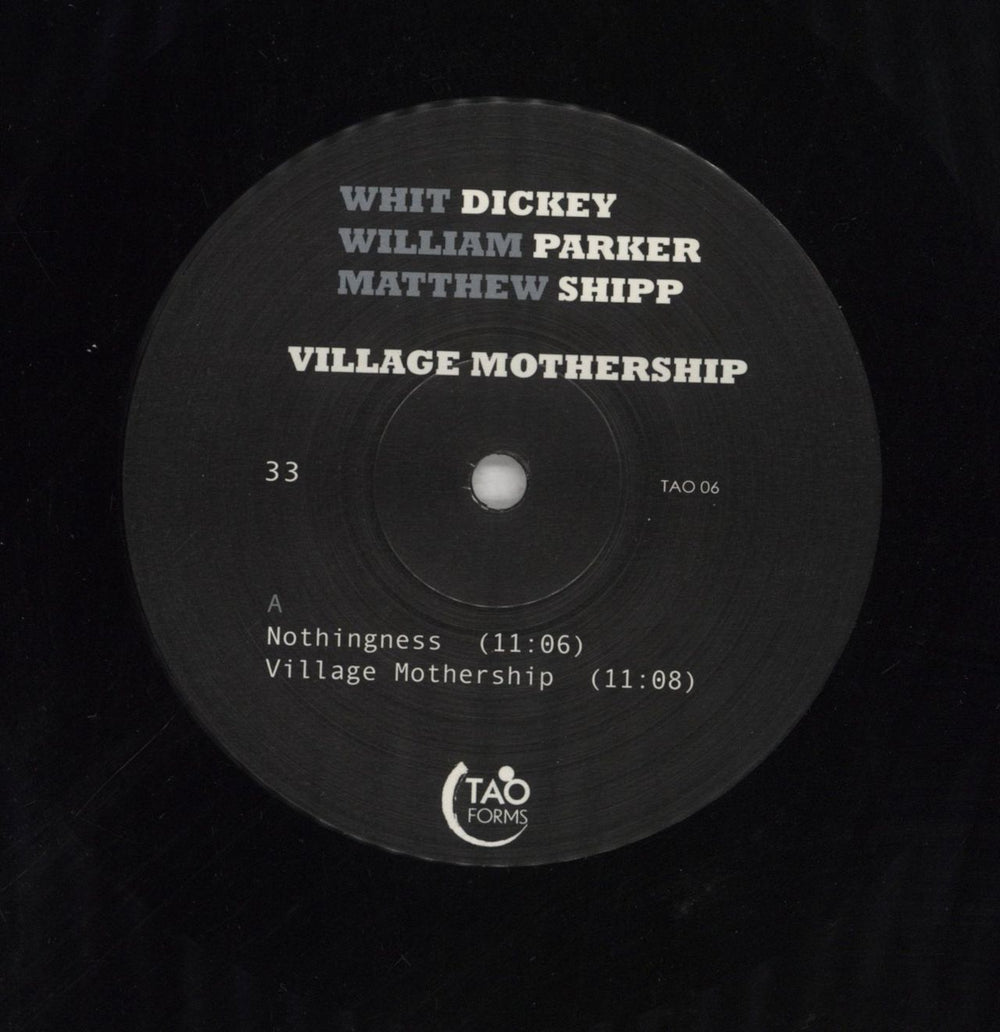 WHIT DICKEY
WILLIAM PARKER
MATTHEW SHIPP
VILLAGE MOTHERSHIP
33
TAO 06
A
Nothingness (11:06)
Village Mothership (11:08)
TAO
FORMS